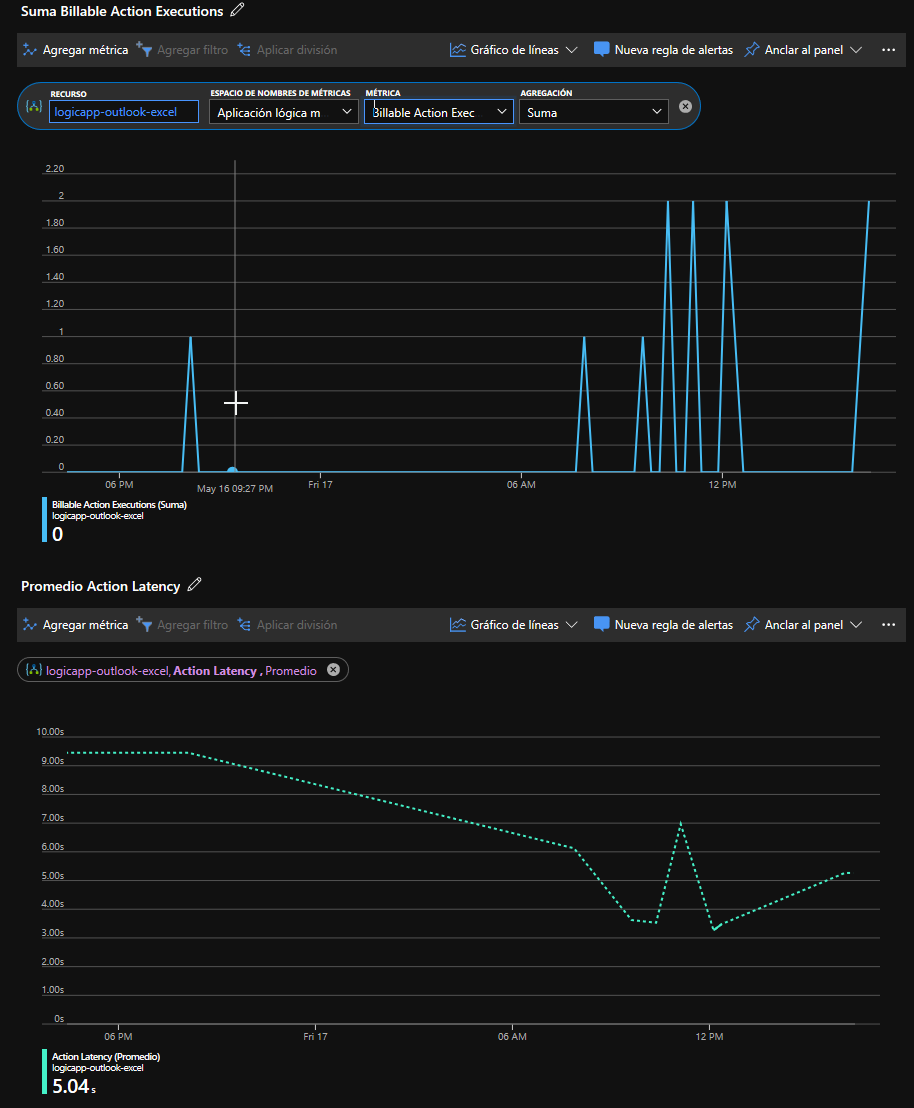 Suma Billable Action Executions
Agregar métrica Agregar filtro Aplicar división Gráfico de líneas Nueva regla de alertas Anclar al panel ...
RECURSO ESPACIO DE NOMBRES DE MÉTRICAS MÉTRICA AGREGACIÓN
logicapp-outlook-excel Aplicación lógica m Billable Action Exec Suma
2.20
2
1.80
1.60
1.40
1.20
1
0.80
0.60
0.40
0.20
0
06 PM May 16 09:27 PM Fri 17 06 AM 12 PM
Billable Action Executions (Suma)
logicapp-outlook-excel
0
Promedio Action Latency
Agregar métrica Agregar filtro Aplicar división Gráfico de líneas Nueva regla de alertas Anclar al panel ...
logicapp-outlook-excel, Action Latency , Promedio
10.00s
9.00s
8.00s
7.00s
6.00s
5.00s
4.00s
3.00s
2.00s
1.00s
0s
06 PM Fri 17 06 AM 12 PM
Action Latency (Promedio)
logicapp-outlook-excel
5.04 s